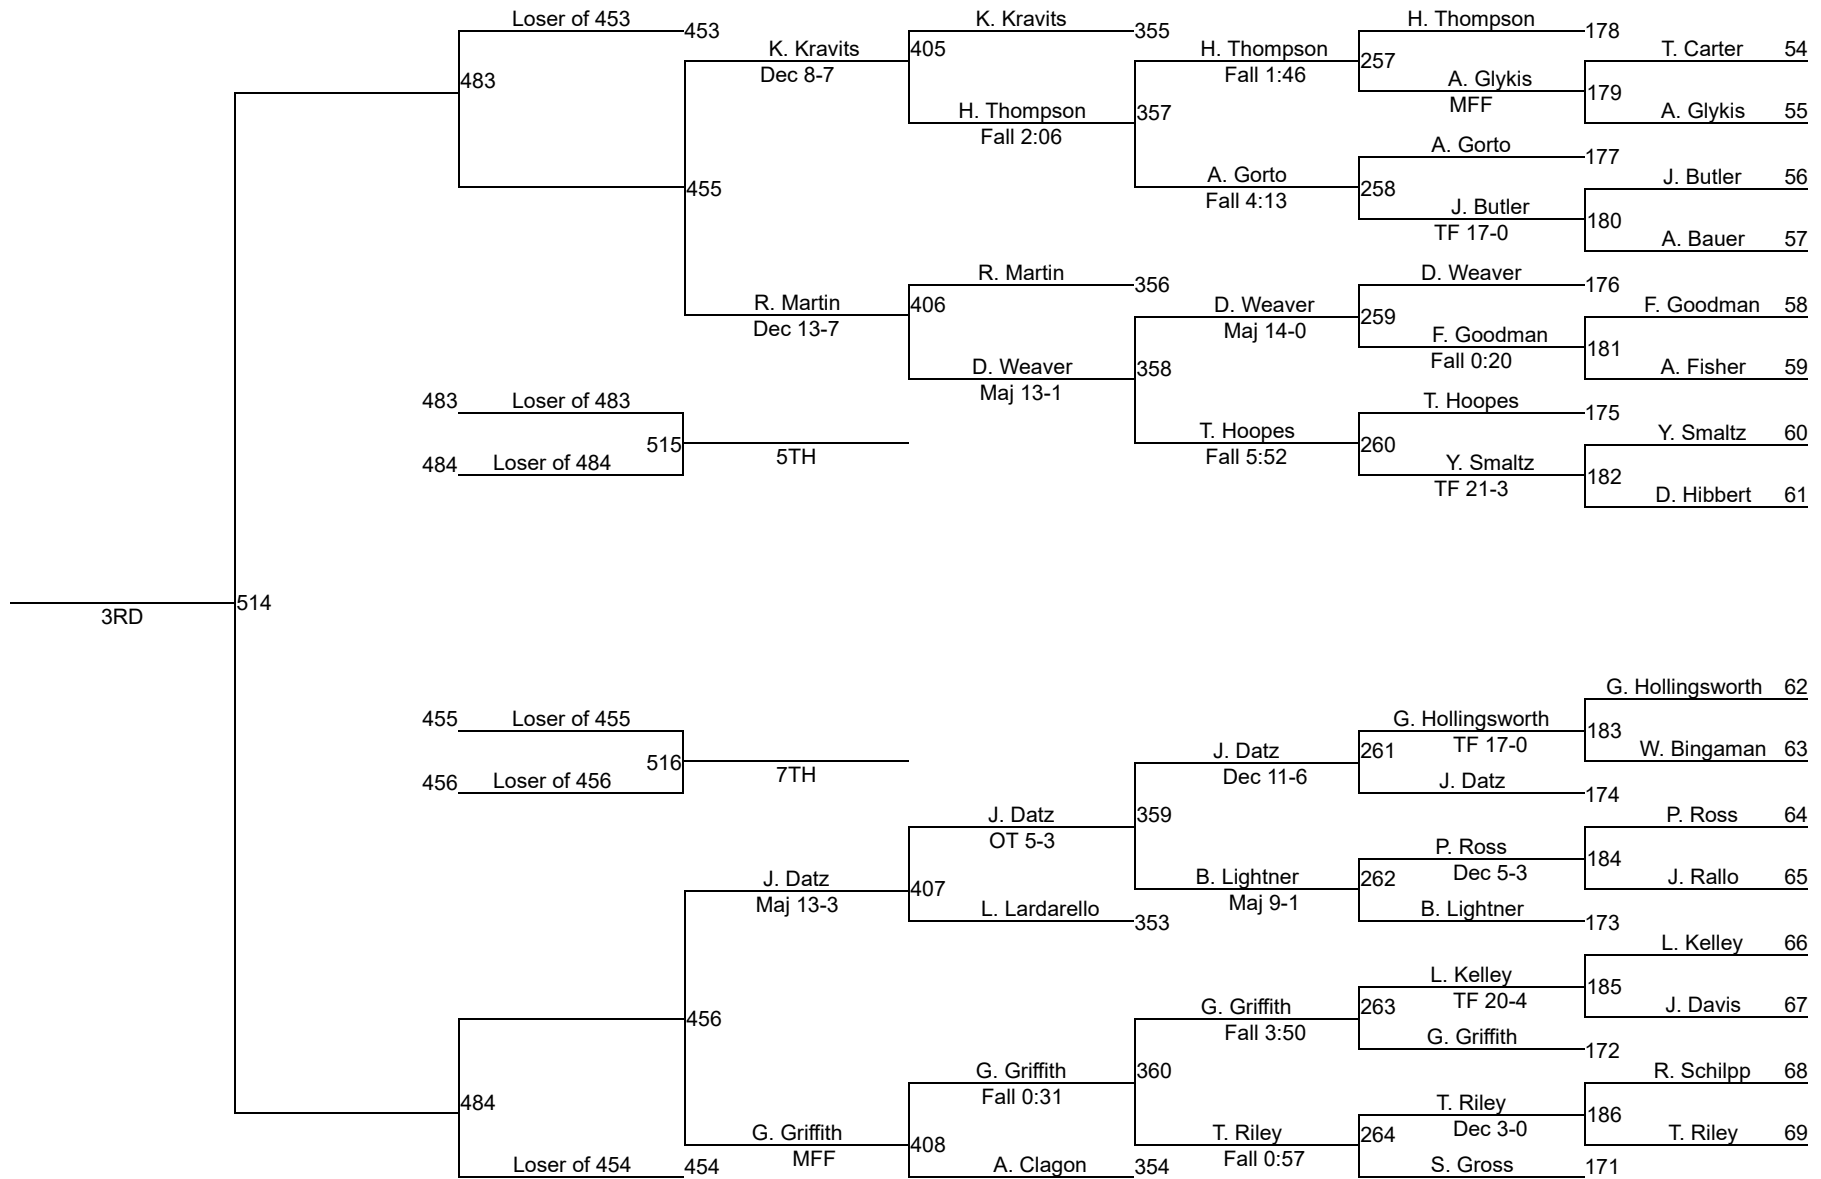 Loser of 453 453 K. Kravits 355 H. Thompson 178
K. Kravits 405 H. Thompson 257 T. Carter 54
Dec 8-7 Fall 1:46
483 A. Glykis 179
MFF
H. Thompson 357 A. Glykis 55
Fall 2:06
A. Gorto 177
A. Gorto 258 J. Butler 56
455 Fall 4:13
J. Butler 180
TF 17-0 A. Bauer 57
R. Martin 356 D. Weaver 176
R. Martin 406 D. Weaver 259 F. Goodman 58
Dec 13-7 Maj 14-0
F. Goodman 181
Fall 0:20
D. Weaver 358 A. Fisher 59
Maj 13-1
483 Loser of 483 T. Hoopes 175
515 5TH T. Hoopes 260 Y. Smaltz 60
Fall 5:52
484 Loser of 484 Y. Smaltz 182
TF 21-3
D. Hibbert 61
514
3RD
G. Hollingsworth 62
455 Loser of 455 G. Hollingsworth 183
TF 17-0
516 7TH J. Datz 261 W. Bingaman 63
Dec 11-6
456 Loser of 456 J. Datz 174
J. Datz 359 P. Ross 64
OT 5-3
P. Ross 184
Dec 5-3
J. Datz 407 B. Lightner 262 J. Rallo 65
Maj 13-3 Maj 9-1
L. Lardarello 353 B. Lightner 173
L. Kelley 66
L. Kelley 185
TF 20-4
456 G. Griffith 263 J. Davis 67
Fall 3:50
G. Griffith 172
G. Griffith 360 R. Schilpp 68
Fall 0:31
484 T. Riley 186
Dec 3-0
G. Griffith 408 T. Riley 264 T. Riley 69
MFF Fall 0:57
Loser of 454 454 A. Clagon 354 S. Gross 171